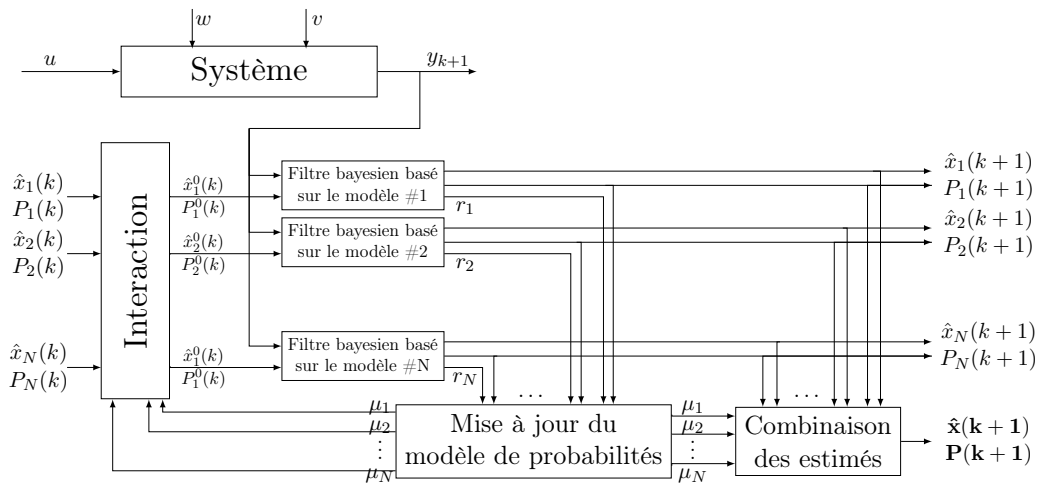 w
v
u
Système
y_{k+1}
Interaction
x̂_1(k)
P_1(k)
x̂_2(k)
P_2(k)
x̂_N(k)
P_N(k)
x̂_1^0(k)
P_1^0(k)
x̂_2^0(k)
P_2^0(k)
x̂_1^0(k)
P_1^0(k)
Filtre bayesien basé
sur le modèle #1
r_1
Filtre bayesien basé
sur le modèle #2
r_2
Filtre bayesien basé
sur le modèle #N
r_N
x̂_1(k + 1)
P_1(k + 1)
x̂_2(k + 1)
P_2(k + 1)
x̂_N(k + 1)
P_N(k + 1)
...
...
μ_1
μ_2
⋮
μ_N
Mise à jour du
modèle de probabilités
μ_1
μ_2
⋮
μ_N
Combinaison
des estimés
x̂(k + 1)
P(k + 1)